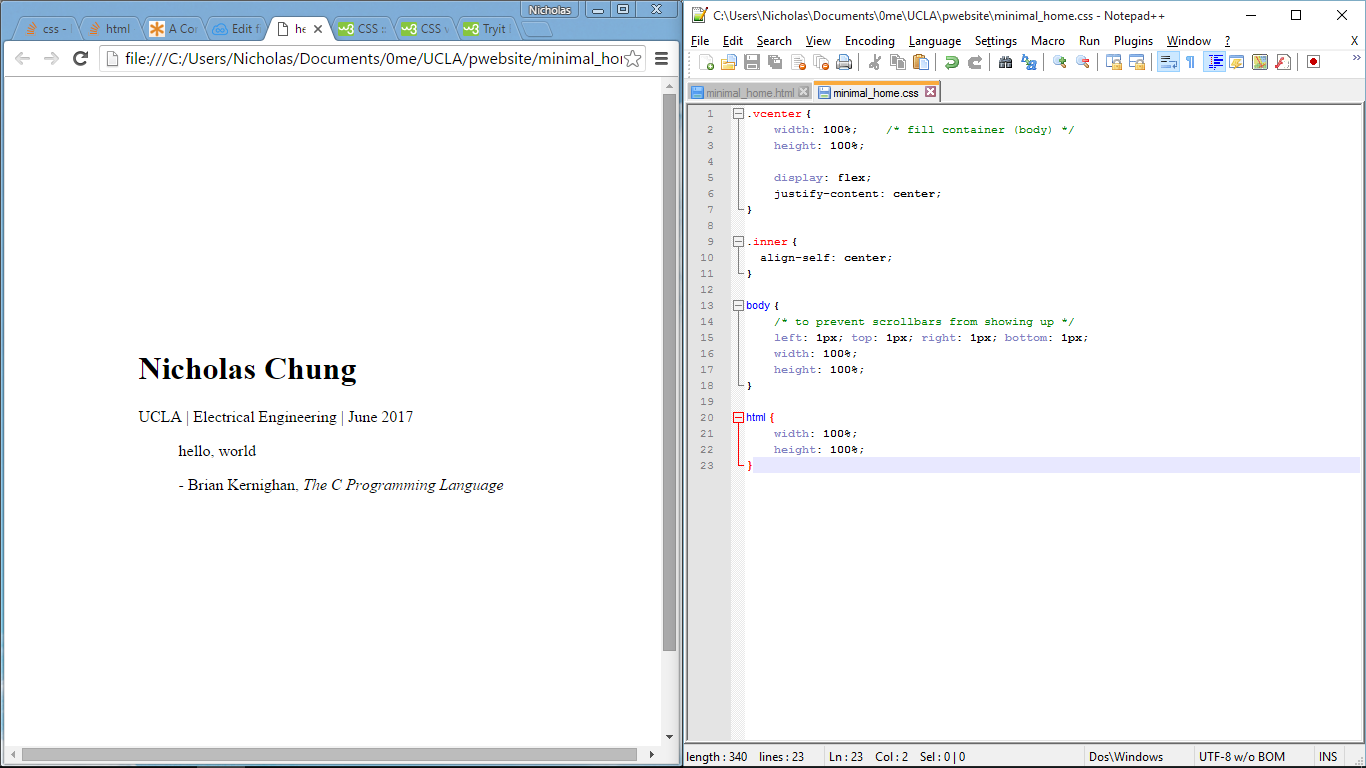 Nicholas
css -
html
A Co
Edit f
he
CSS
CSS v
Tryit
file:///C:/Users/Nicholas/Documents/0me/UCLA/pwebsite/minimal_ho
Nicholas Chung
UCLA | Electrical Engineering | June 2017
hello, world
- Brian Kernighan, The C Programming Language
C:\Users\Nicholas\Documents\0me\UCLA\pwebsite\minimal_home.css - Notepad++
File Edit Search View Encoding Language Settings Macro Run Plugins Window ? X
minimal_home.html minimal_home.css
1 .vcenter {
2 width: 100%; /* fill container (body) */
3 height: 100%;
4
5 display: flex;
6 justify-content: center;
7 }
8
9 .inner {
10 align-self: center;
11 }
12
13 body {
14 /* to prevent scrollbars from showing up */
15 left: 1px; top: 1px; right: 1px; bottom: 1px;
16 width: 100%;
17 height: 100%;
18 }
19
20 html {
21 width: 100%;
22 height: 100%;
23 }
length : 340 lines : 23 Ln : 23 Col : 2 Sel : 0 | 0 Dos\Windows UTF-8 w/o BOM INS